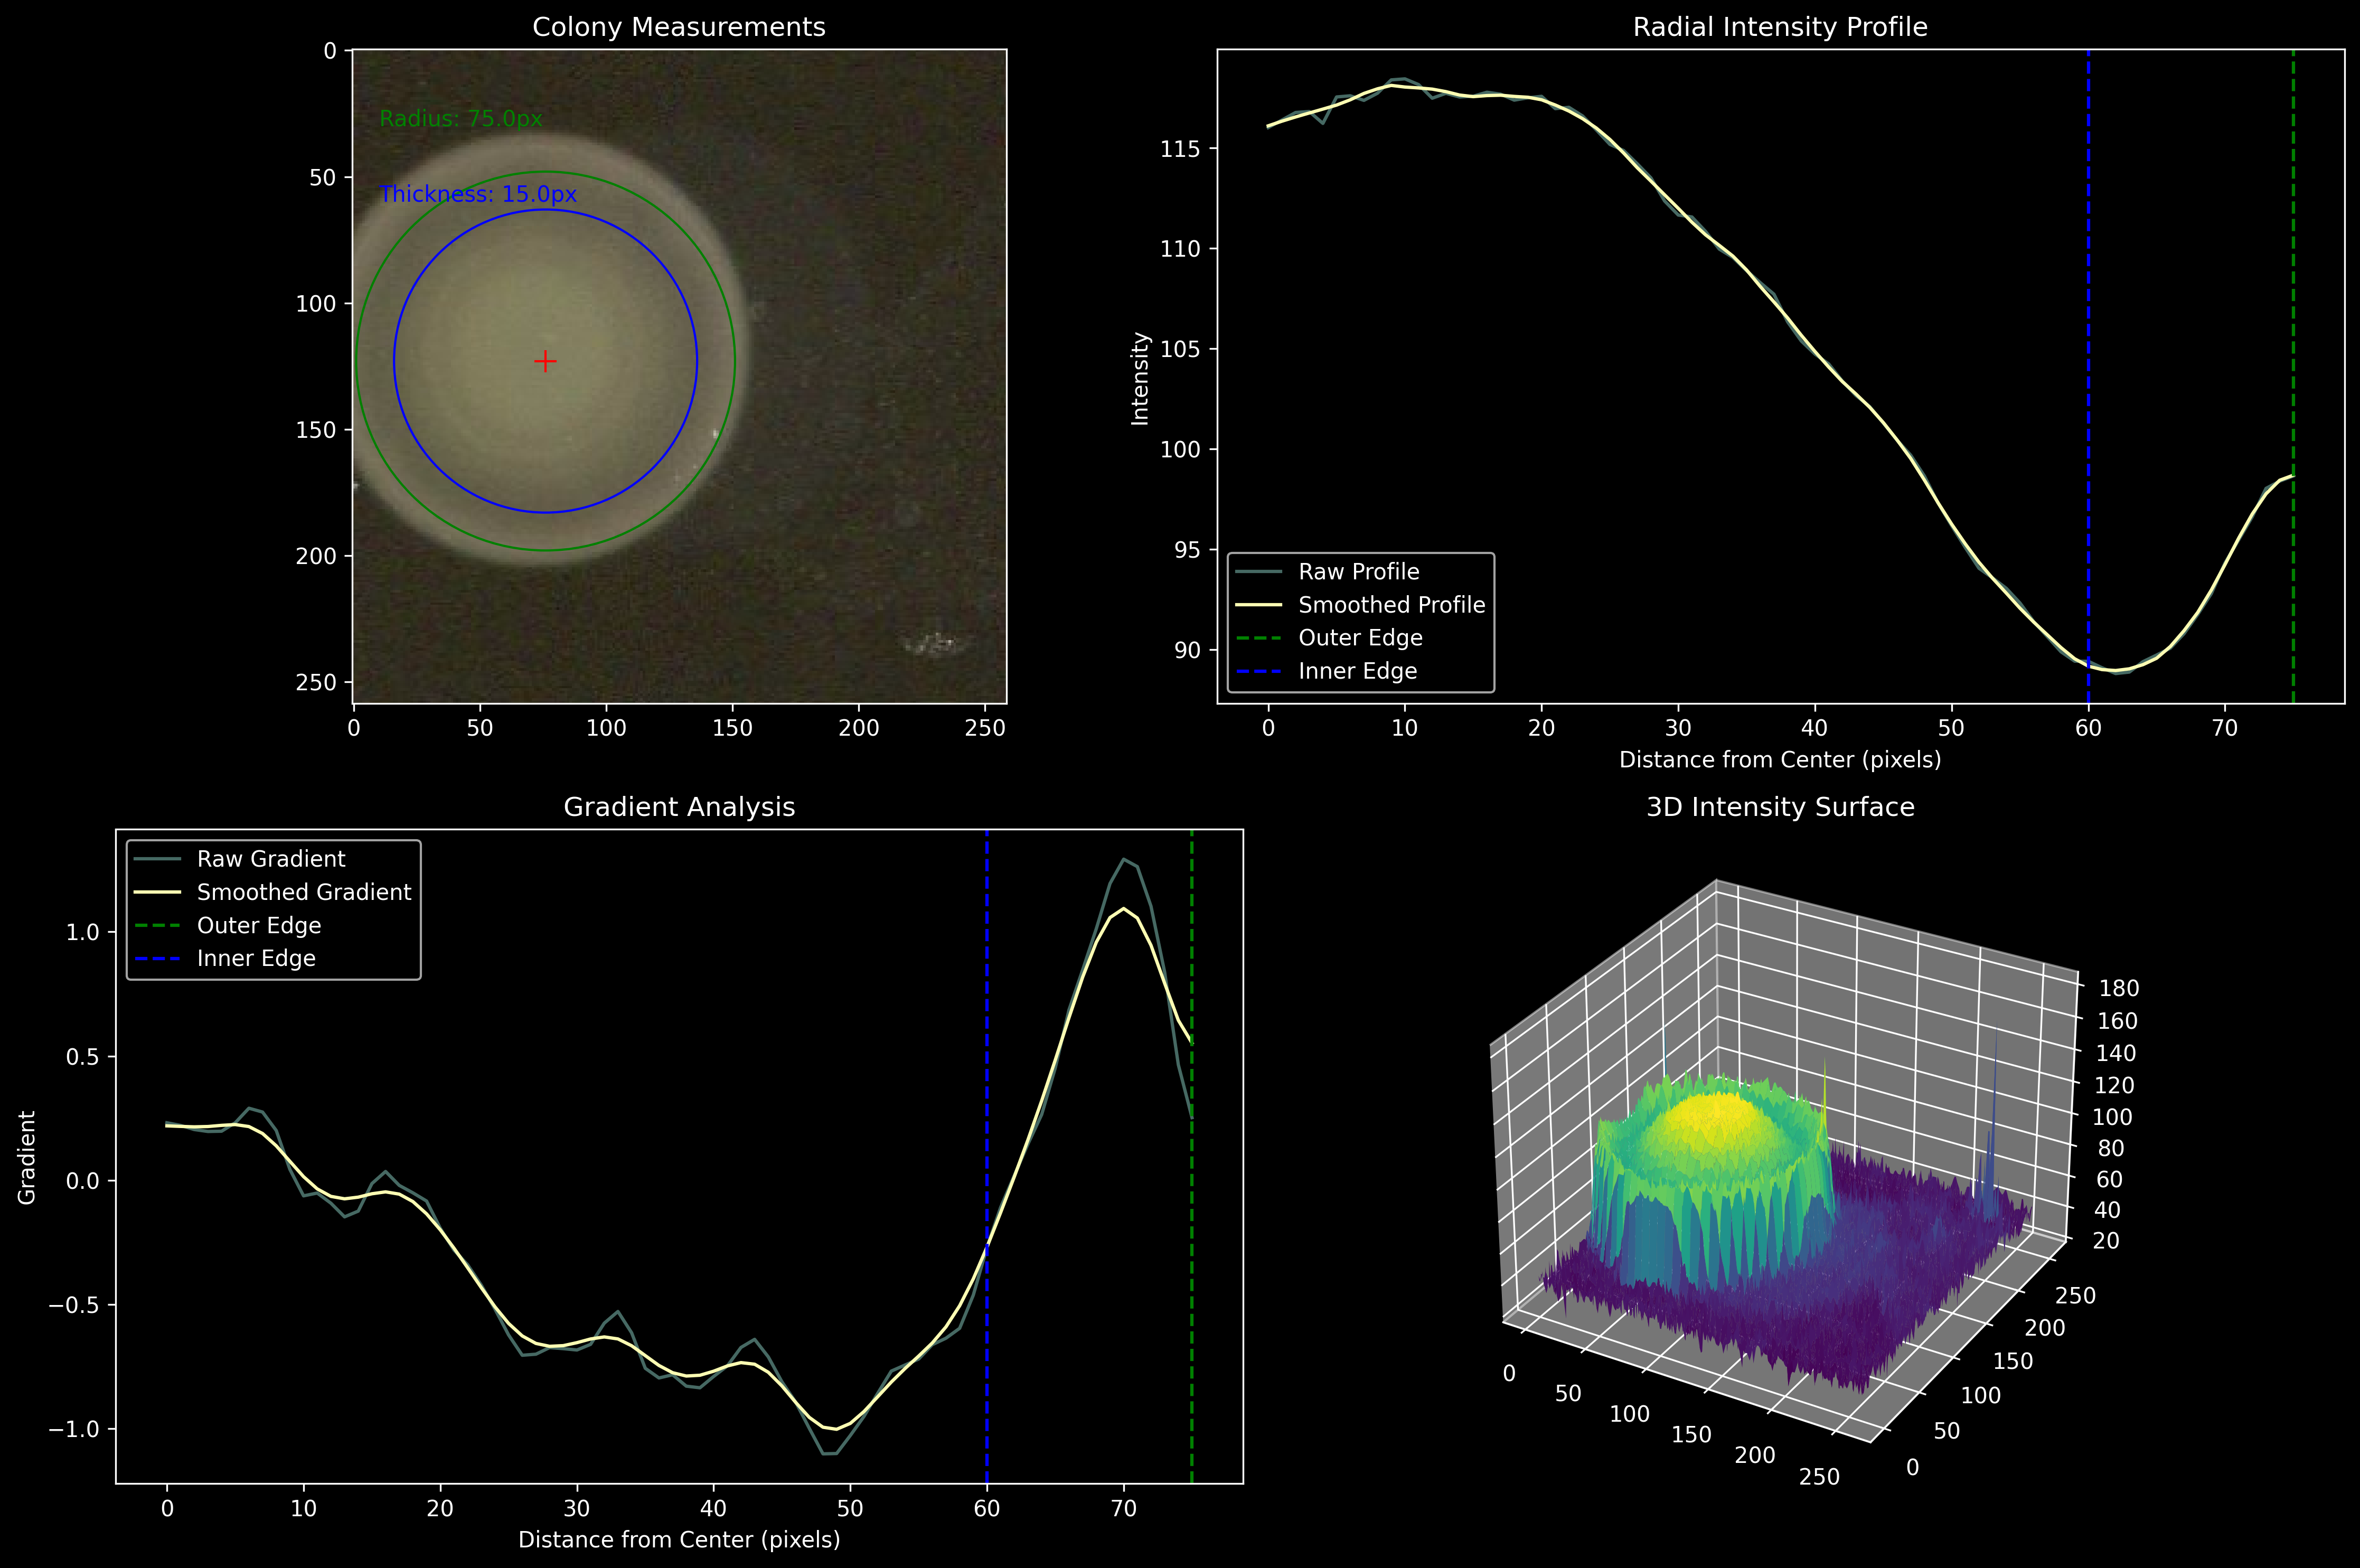 Colony Measurements
0
50
100
150
200
250
Radius: 75.0px
Thickness: 15.0px
0 50 100 150 200 250
Radial Intensity Profile
Intensity
115
110
105
100
95
90
Raw Profile
Smoothed Profile
Outer Edge
Inner Edge
0 10 20 30 40 50 60 70
Distance from Center (pixels)
Gradient Analysis
Gradient
1.0
0.5
0.0
−0.5
−1.0
Raw Gradient
Smoothed Gradient
Outer Edge
Inner Edge
0 10 20 30 40 50 60 70
Distance from Center (pixels)
3D Intensity Surface
180
160
140
120
100
80
60
40
20
0 50 100 150 200 250
0 50 100 150 200 250